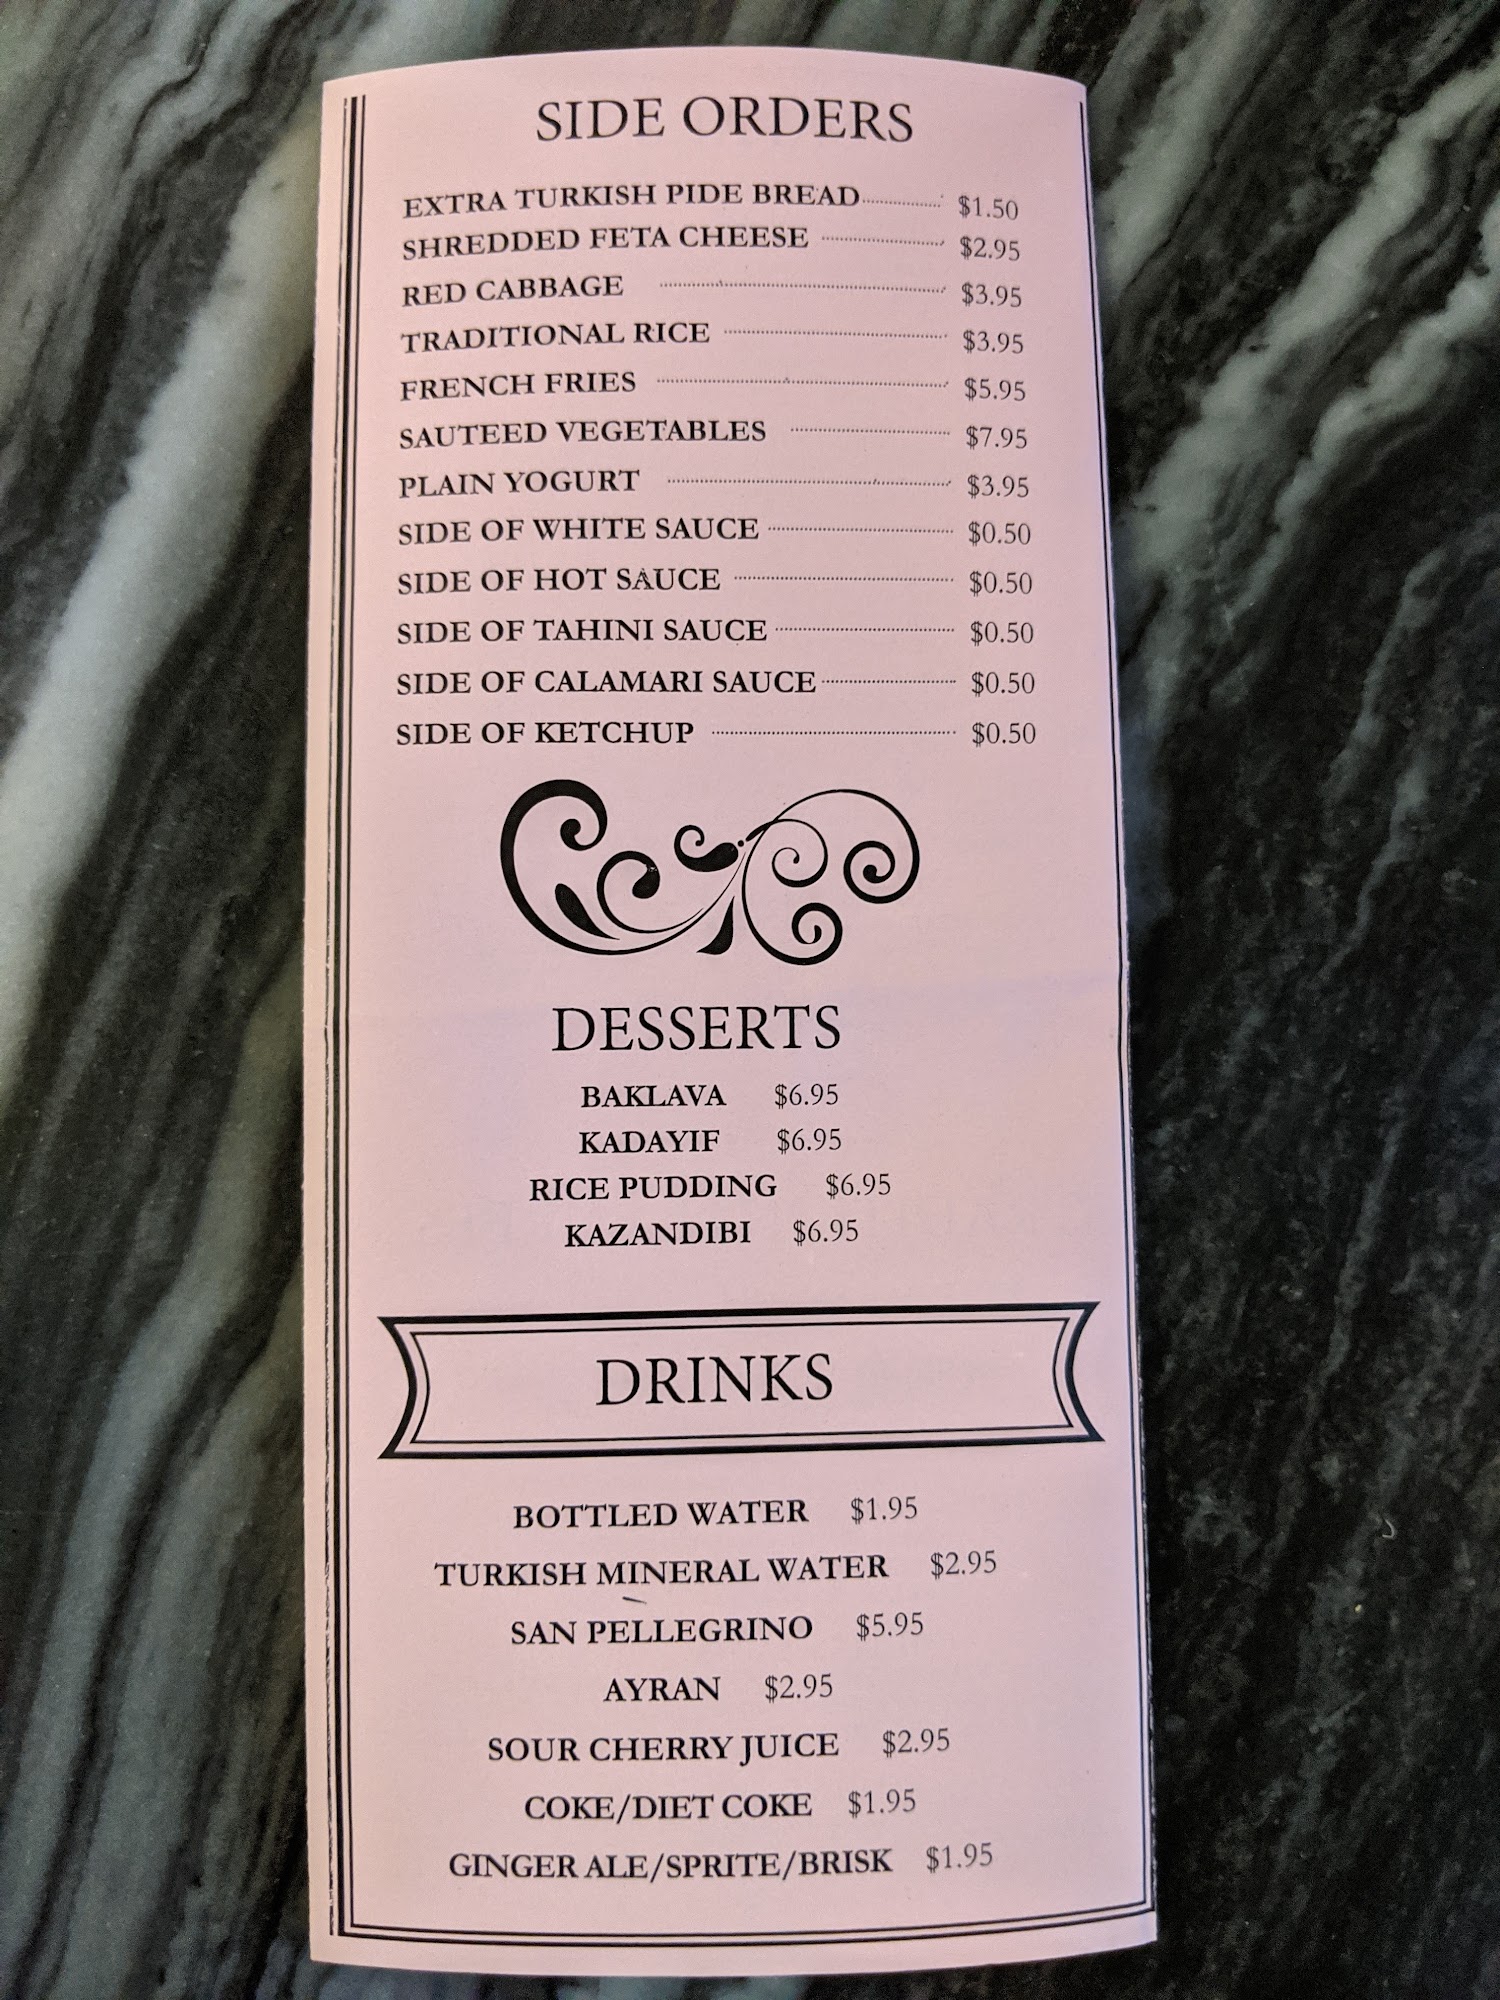 SIDE ORDERS
EXTRA TURKISH PIDE BREAD $1.50
SHREDDED FETA CHEESE $2.95
RED CABBAGE $3.95
TRADITIONAL RICE $3.95
FRENCH FRIES $5.95
SAUTEED VEGETABLES $7.95
PLAIN YOGURT $3.95
SIDE OF WHITE SAUCE $0.50
SIDE OF HOT SAUCE $0.50
SIDE OF TAHINI SAUCE $0.50
SIDE OF CALAMARI SAUCE $0.50
SIDE OF KETCHUP $0.50
DESSERTS
BAKLAVA $6.95
KADAYIF $6.95
RICE PUDDING $6.95
KAZANDIBI $6.95
DRINKS
BOTTLED WATER $1.95
TURKISH MINERAL WATER $2.95
SAN PELLEGRINO $5.95
AYRAN $2.95
SOUR CHERRY JUICE $2.95
COKE/DIET COKE $1.95
GINGER ALE/SPRITE/BRISK $1.95